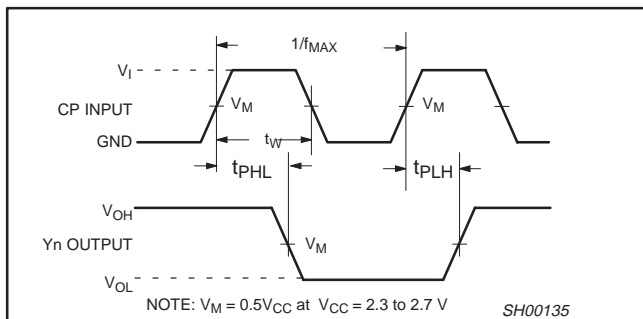 1/fMAX
VI
CP INPUT
VM
VM
GND
tW
tPHL
tPLH
VOH
Yn OUTPUT
VM
VOL
NOTE: VM = 0.5VCC at VCC = 2.3 to 2.7 V
SH00135